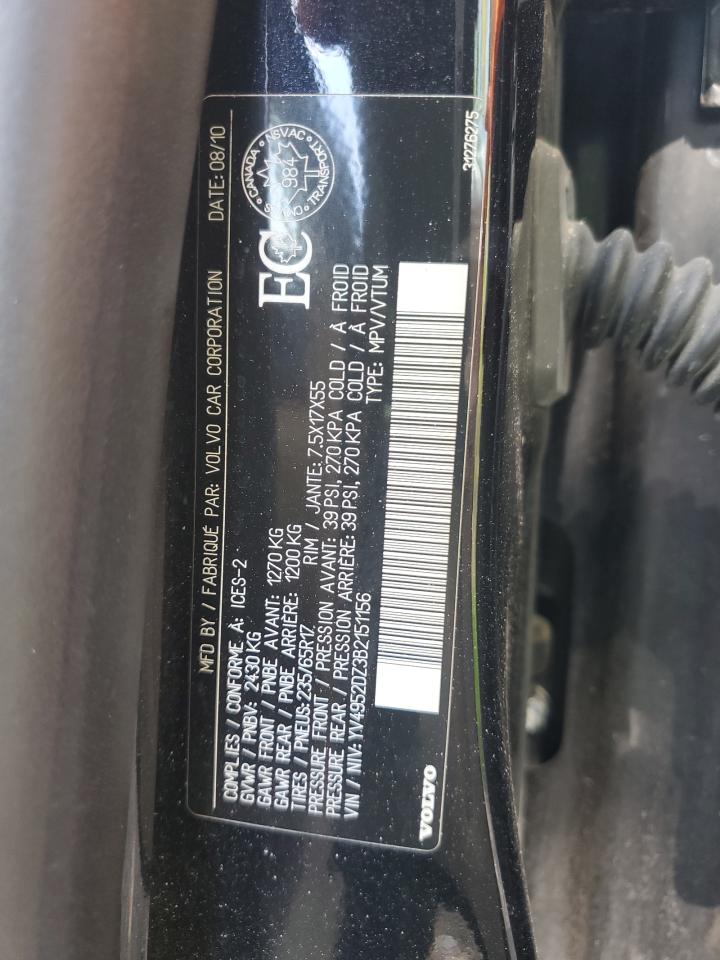 MFD BY / FABRIQUÉ PAR: VOLVO CAR CORPORATION DATE: 08/10
COMPLIES / CONFORME À: ICES-2
GVWR / PNBV: 2430 KG
GAWR FRONT / PNBE AVANT: 1270 KG
GAWR REAR / PNBE ARRIÈRE: 1200 KG
TIRES / PNEUS: 235/65R17 RIM / JANTE: 7.5X17X55
PRESSURE FRONT / PRESSION AVANT: 39 PSI, 270 KPA COLD / À FROID
PRESSURE REAR / PRESSION ARRIÈRE: 39 PSI, 270 KPA COLD / À FROID
VIN / NIV: YV4952DZ3B2151156 TYPE: MPV/VTUM
EC
CANADA • NSVAC • TRANSPORT • CMVSS
984
VOLVO
31276275